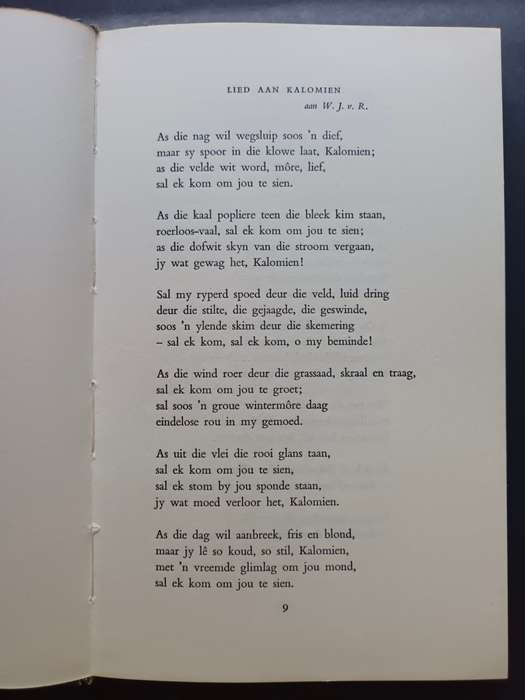 LIED AAN KALOMIEN
aan W. J. v. R.
As die nag wil wegsluip soos 'n dief,
maar sy spoor in die klowe laat, Kalomien;
as die velde wit word, môre, lief,
sal ek kom om jou te sien.
As die kaal popliere teen die bleek kim staan,
roerloos-vaal, sal ek kom om jou te sien;
as die dofwit skyn van die stroom vergaan,
jy wat gewag het, Kalomien!
Sal my ryperd spoed deur die veld, luid dring
deur die stilte, die gejaagde, die geswinde,
soos 'n ylende skim deur die skemering
– sal ek kom, sal ek kom, o my beminde!
As die wind roer deur die grassaad, skraal en traag,
sal ek kom om jou te groet;
sal soos 'n groue wintermôre daag
eindelose rou in my gemoed.
As uit die vlei die rooi glans taan,
sal ek kom om jou te sien,
sal ek stom by jou sponde staan,
jy wat moed verloor het, Kalomien.
As die dag wil aanbreek, fris en blond,
maar jy lê so koud, so stil, Kalomien,
met 'n vreemde glimlag om jou mond,
sal ek kom om jou te sien.
9